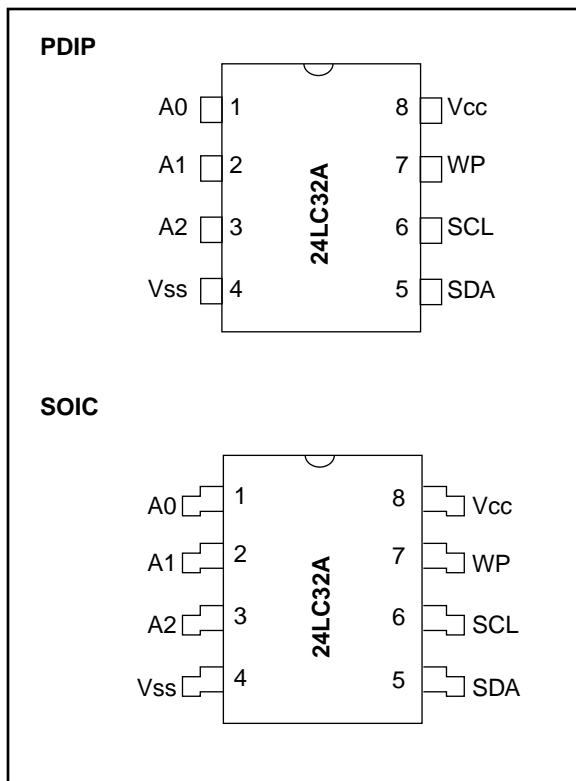 PDIP
A0 1 8 Vcc
A1 2 7 WP
A2 3 6 SCL
Vss 4 5 SDA
24LC32A
SOIC
A0 1 8 Vcc
A1 2 7 WP
A2 3 6 SCL
Vss 4 5 SDA
24LC32A